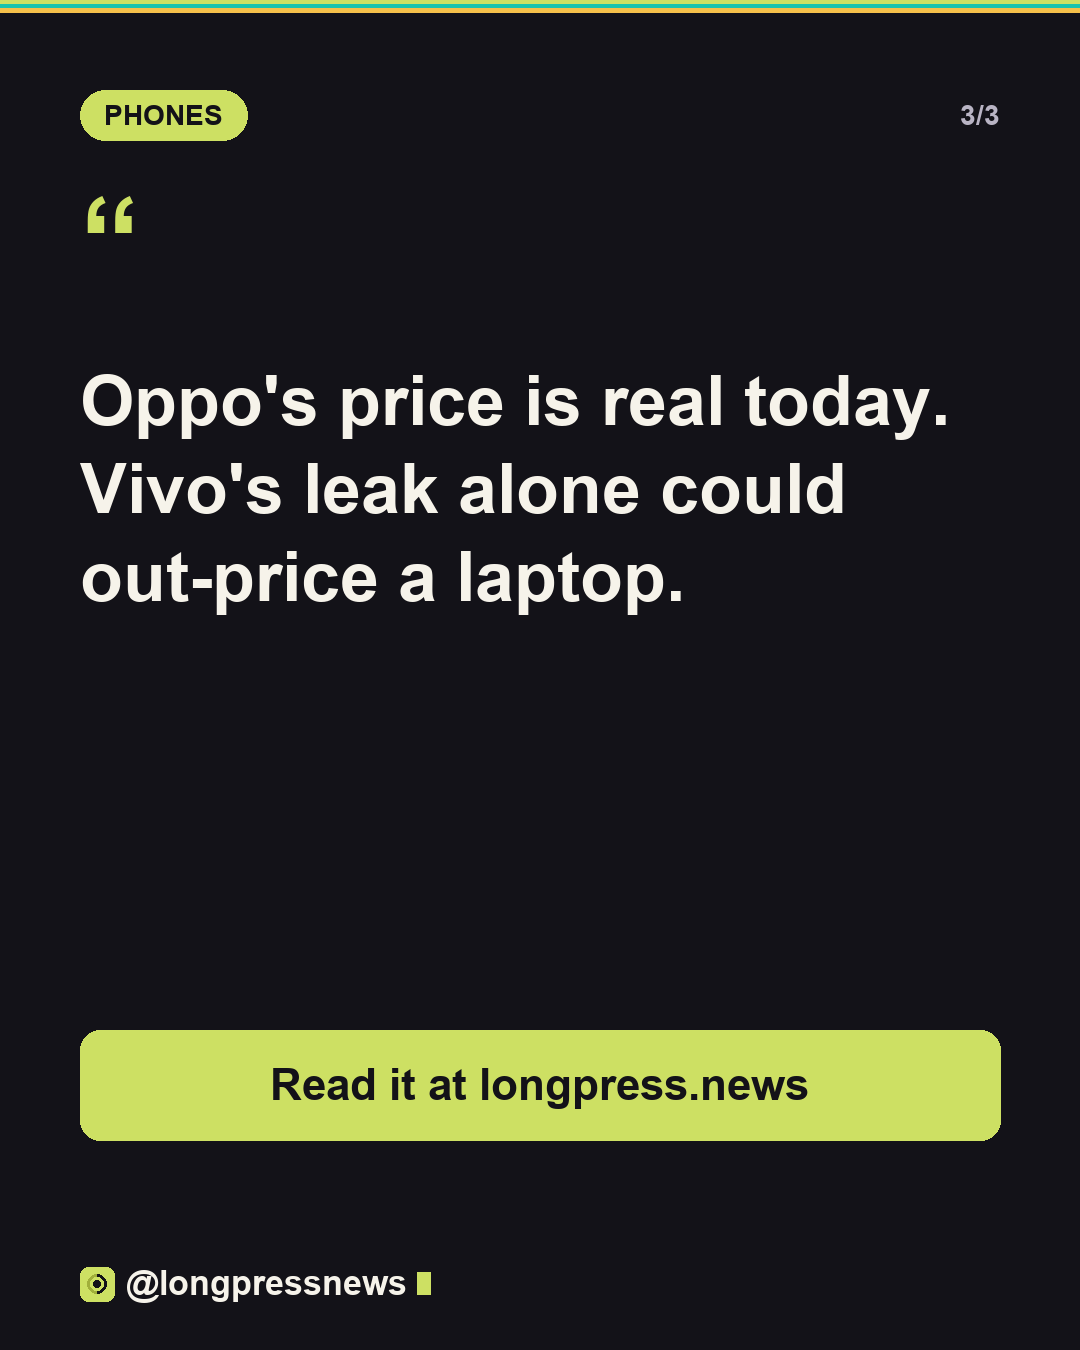 PHONES
3/3
“
Oppo's price is real today.
Vivo's leak alone could
out-price a laptop.
Read it at longpress.news
@longpressnews